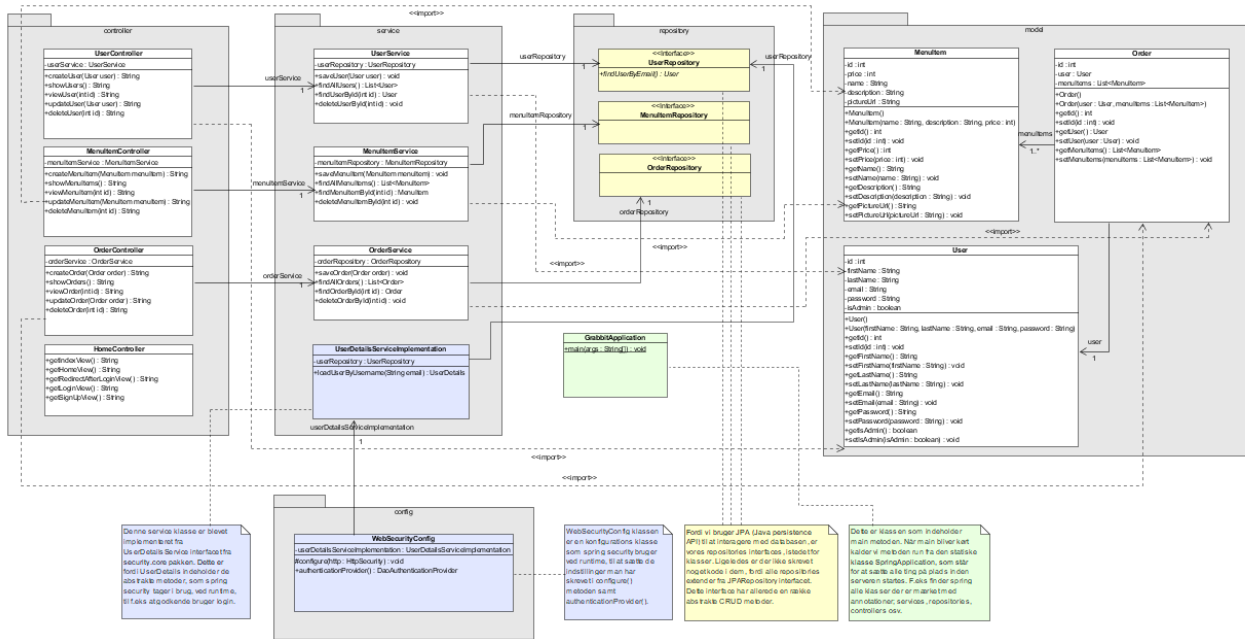 <<import>>
controller
UserController
-userService : UserService
+createUser(User user) : String
+showUsers() : String
+viewUser(int id) : String
+updateUser(User user) : String
+deleteUser(int id) : String
MenuItemController
-menuItemService : MenuItemService
+createMenuItem(MenuItem menuItem) : String
+showMenuItems() : String
+viewMenuItem(int id) : String
+updateMenuItem(MenuItem menuItem) : String
+deleteMenuItem(int id) : String
OrderController
-orderService : OrderService
+createOrder(Order order) : String
+showOrders() : String
+viewOrder(int id) : String
+updateOrder(Order order) : String
+deleteOrder(int id) : String
HomeController
+getIndexView() : String
+getHomeView() : String
+getRedirectAfterLoginView() : String
+getLoginView() : String
+getSignUpView() : String
userService
1
menuItemService
1
orderService
1
service
UserService
-userRepository : UserRepository
+saveUser(User user) : void
+findAllUsers() : List<User>
+findUserById(int id) : User
+deleteUserById(int id) : void
MenuItemService
-menuItemRepository : MenuItemRepository
+saveMenuItem(MenuItem menuItem) : void
+findAllMenuItems() : List<MenuItem>
+findMenuItemById(int id) : MenuItem
+deleteMenuItemById(int id) : void
OrderService
-orderRepository : OrderRepository
+saveOrder(Order order) : void
+findAllOrders() : List<Order>
+findOrderById(int id) : Order
+deleteOrderById(int id) : void
UserDetailsServiceImplementation
-userRepository : UserRepository
+loadUserByUsername(String email) : UserDetails
userDetailsServiceImplementation
1
userRepository
1
menuItemRepository
1
repository
<<Interface>>
UserRepository
+findUserByEmail() : User
<<Interface>>
MenuItemRepository
<<Interface>>
OrderRepository
orderRepository
1
userRepository
1
<<import>>
<<import>>
<<import>>
GrabbitApplication
+main(args : String[]) : void
model
MenuItem
-id : int
-price : int
-name : String
-description : String
-pictureUrl : String
+MenuItem()
+MenuItem(name : String, description : String, price : int)
+getId() : int
+setId(id : int) : void
+getPrice() : int
+setPrice(price : int) : void
+getName() : String
+setName(name : String) : void
+getDescription() : String
+setDescription(description : String) : void
+getPictureUrl() : String
+setPictureUrl(pictureUrl : String) : void
menuItems
1..*
Order
-id : int
-user : User
-menuItems : List<MenuItem>
+Order()
+Order(user : User, menuItems : List<MenuItem>)
+getId() : int
+setId(id : int) : void
+getUser() : User
+setUser(user : User) : void
+getMenuItems() : List<MenuItem>
+setMenuItems(menuItems : List<MenuItem>) : void
User
-id : int
-firstName : String
-lastName : String
-email : String
-password : String
-isAdmin : boolean
+User()
+User(firstName : String, lastName : String, email : String, password : String)
+getId() : int
+setId(id : int) : void
+getFirstName() : String
+setFirstName(firstName : String) : void
+getLastName() : String
+setLastName(lastName : String) : void
+getEmail() : String
+setEmail(email : String) : void
+getPassword() : String
+setPassword(password : String) : void
+getIsAdmin() : boolean
+setIsAdmin(isAdmin : boolean) : void
user
1
<<import>>
<<import>>
config
WebSecurityConfig
-userDetailsServiceImplementation : UserDetailsServiceImplementation
#configure(http : HttpSecurity) : void
+authenticationProvider() : DaoAuthenticationProvider
Denne service klasse er blevet
implementeret fra
UserDetails Service interfacet fra
security.core pakken. Dette er
fordi UserDetails indeholder de
abstrakte metoder, som spring
security tager i brug, ved runtime,
til f.eks at godkende bruger login.
WebSecurityConfig klassen
er en konfigurations klasse
som spring security bruger
ved runtime, til at sætte de
indstillinger man har
skrevet i configure()
metoden samt
authenticationProvider().
Fordi vi bruger JPA (Java persistence
API) til at interagere med databasen, er
vores repositories interfaces, istedet for
klasser. Ligeledes er der ikke skrevet
noget kode i dem, fordi alle repositories
extender fra JPARepository interfacet.
Dette interface har allerede en række
abstrakte CRUD metoder.
Dette er klassen som indeholder
main metoden. Når main bliver kørt
kalder vi metoden run fra den statiske
klasse SpringApplication, som står
for at sætte alle ting på plads inden
serveren startes. F.eks finder spring
alle klasser der er mærket med
annotationer, services, repositories,
controllers osv.